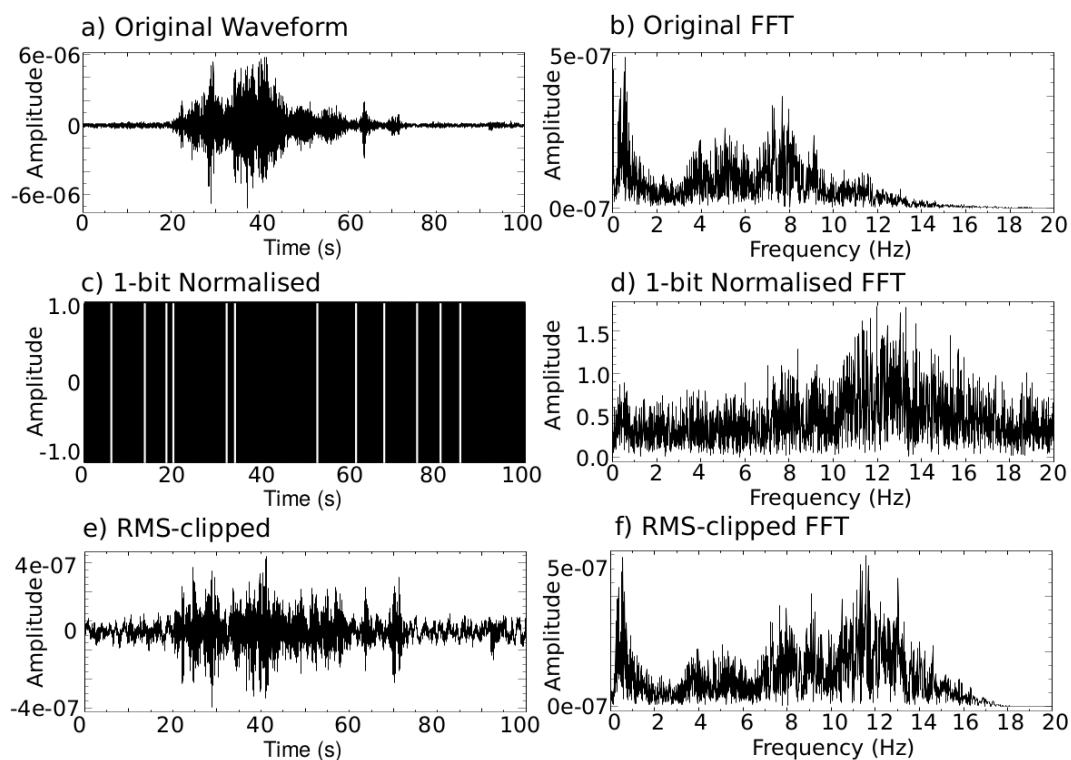 a) Original Waveform
6e-06
0
-6e-06
Amplitude
0 20 40 60 80 100
Time (s)
b) Original FFT
5e-07
0e-07
Amplitude
0 2 4 6 8 10 12 14 16 18 20
Frequency (Hz)
c) 1-bit Normalised
1.0
0
-1.0
Amplitude
0 20 40 60 80 100
Time (s)
d) 1-bit Normalised FFT
1.5
1.0
0.5
0.0
Amplitude
0 2 4 6 8 10 12 14 16 18 20
Frequency (Hz)
e) RMS-clipped
4e-07
0
-4e-07
Amplitude
0 20 40 60 80 100
Time (s)
f) RMS-clipped FFT
5e-07
0e-07
Amplitude
0 2 4 6 8 10 12 14 16 18 20
Frequency (Hz)